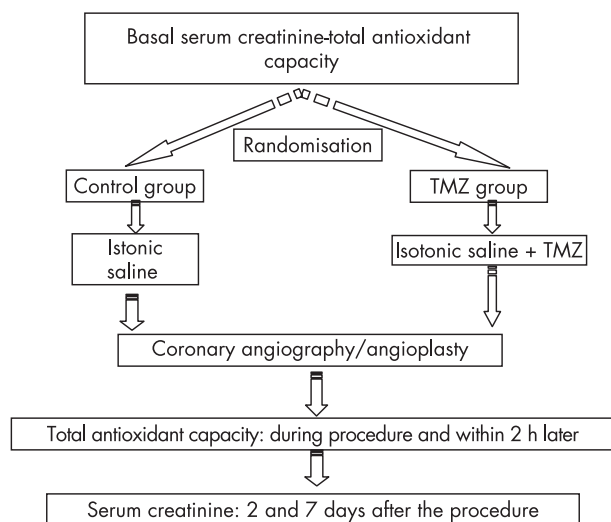 Basal serum creatinine-total antioxidant
capacity
Randomisation
Control group
TMZ group
Istonic
saline
Isotonic saline + TMZ
Coronary angiography/angioplasty
Total antioxidant capacity: during procedure and within 2 h later
Serum creatinine: 2 and 7 days after the procedure